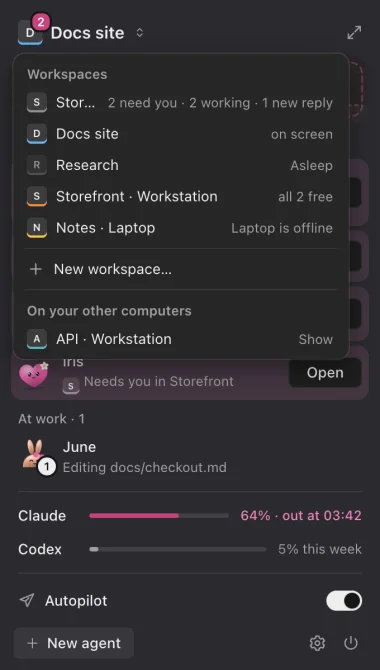 D 2 Docs site
Workspaces
S Stor... 2 need you · 2 working · 1 new reply
D Docs site on screen
R Research Asleep
S Storefront · Workstation all 2 free
N Notes · Laptop Laptop is offline
+ New workspace...
On your other computers
A API · Workstation Show
Iris
S Needs you in Storefront
Open
At work · 1
June
1 Editing docs/checkout.md
Claude 64% · out at 03:42
Codex 5% this week
Autopilot
+ New agent